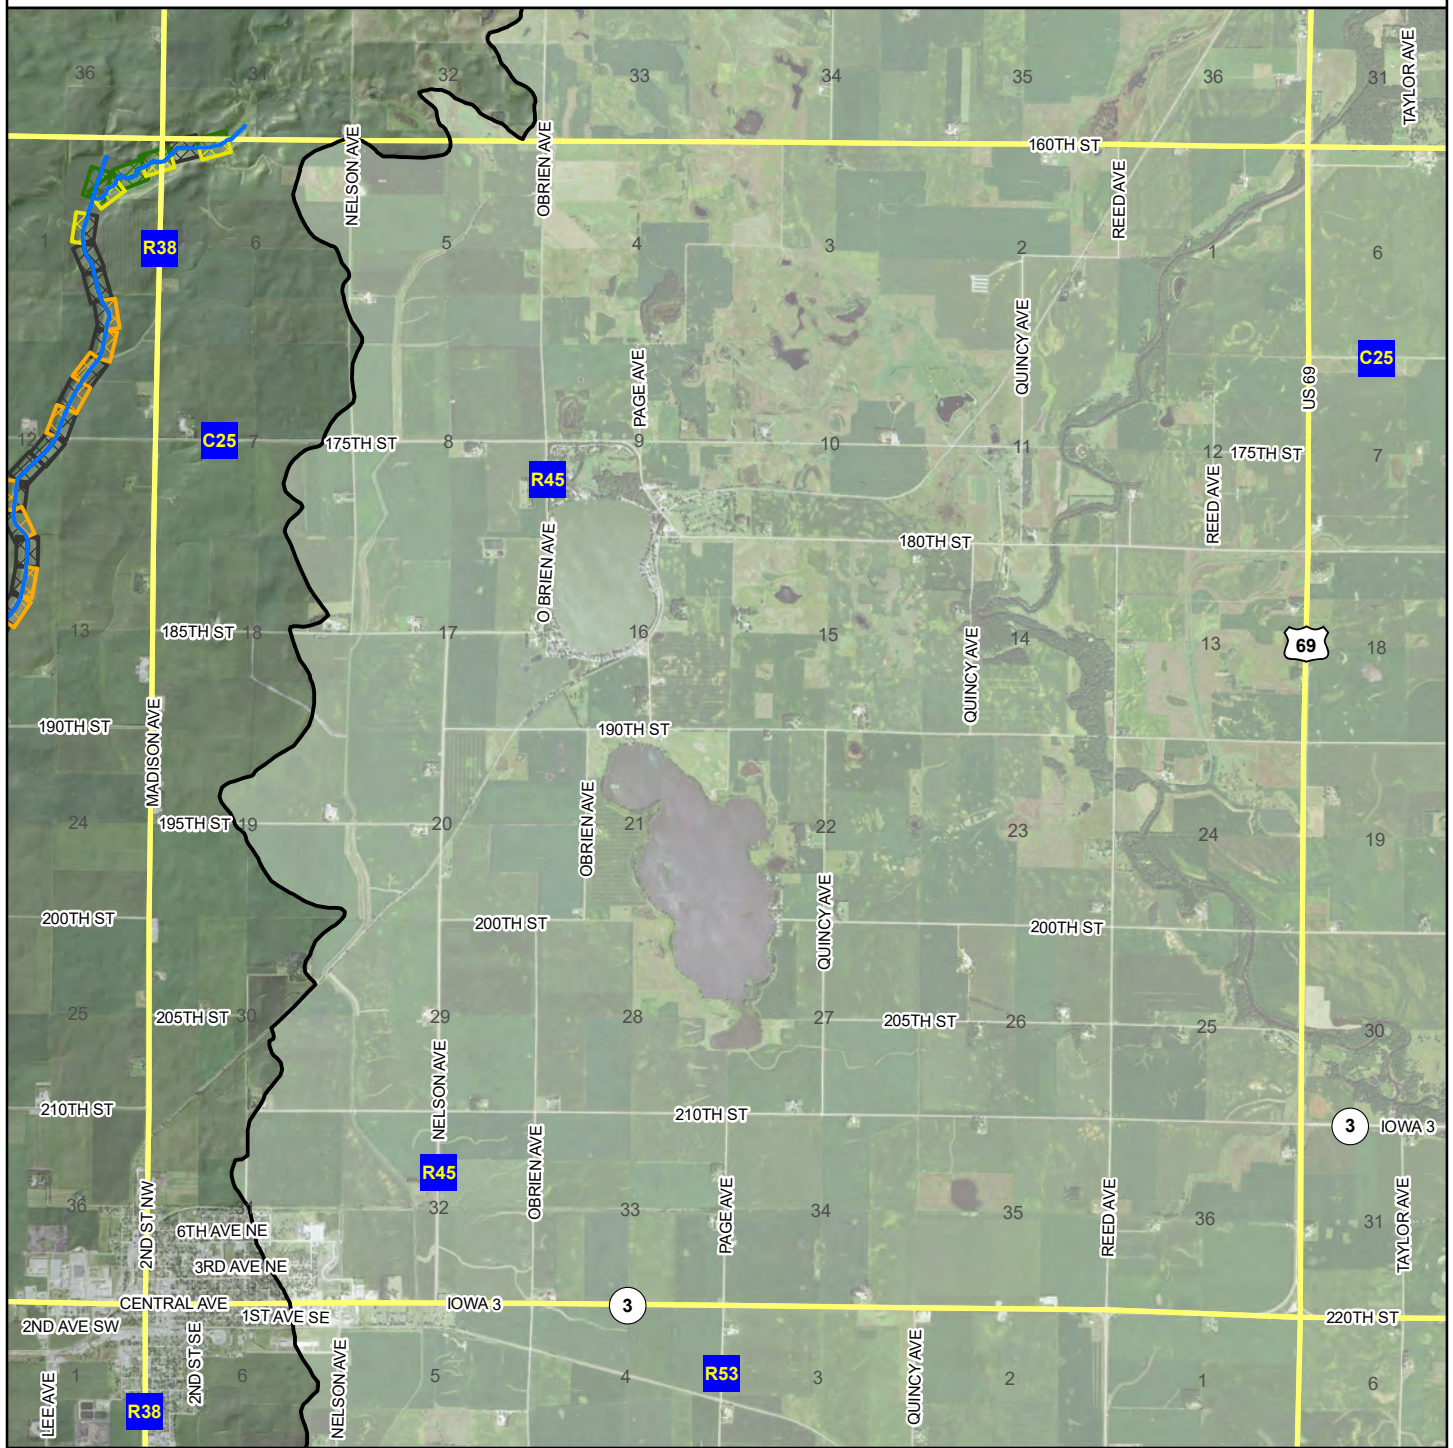 36
31
32
33
34
35
36
31
TAYLOR AVE
160TH ST
NELSON AVE
OBRIEN AVE
REED AVE
1
R38
6
5
4
3
2
1
6
QUINCY AVE
C25
US 69
PAGE AVE
12
C25
7
175TH ST
8
9
10
11
12
175TH ST
7
R45
REED AVE
O BRIEN AVE
180TH ST
13
185TH ST
18
17
16
15
QUINCY AVE
14
13
69
18
190TH ST
MADISON AVE
190TH ST
24
195TH ST
19
20
OBRIEN AVE
21
22
23
24
19
200TH ST
200TH ST
QUINCY AVE
200TH ST
25
205TH ST
30
29
28
27
205TH ST
26
25
30
210TH ST
NELSON AVE
210TH ST
3
IOWA 3
R45
OBRIEN AVE
36
2ND ST NW
31
6TH AVE NE
32
33
PAGE AVE
34
35
REED AVE
36
31
TAYLOR AVE
3RD AVE NE
CENTRAL AVE
IOWA 3
3
1ST AVE SE
220TH ST
2ND AVE SW
2ND ST SE
LEE AVE
1
6
NELSON AVE
5
4
R53
3
QUINCY AVE
2
1
6
R38